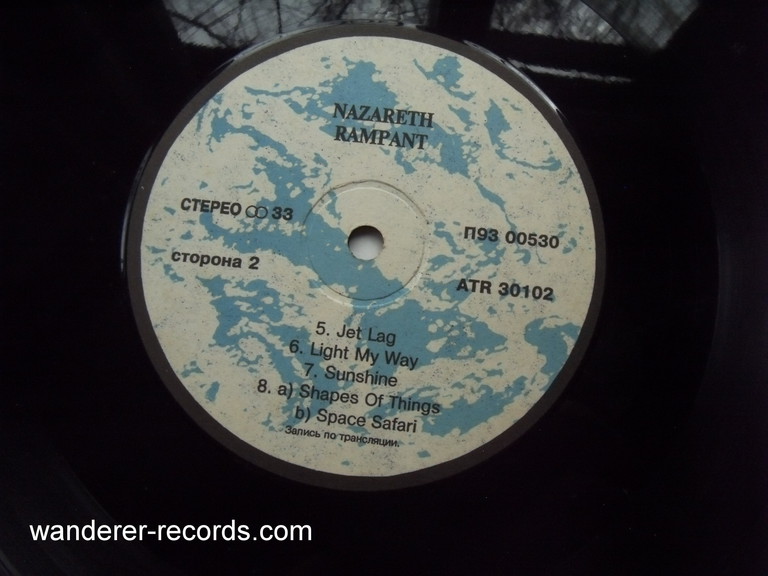 NAZARETH
RAMPANT
СТЕРЕО ꝏ 33
П93 00530
сторона 2
ATR 30102
5. Jet Lag
6. Light My Way
7. Sunshine
8. a) Shapes Of Things
b) Space Safari
Запись по трансляции.
wanderer-records.com